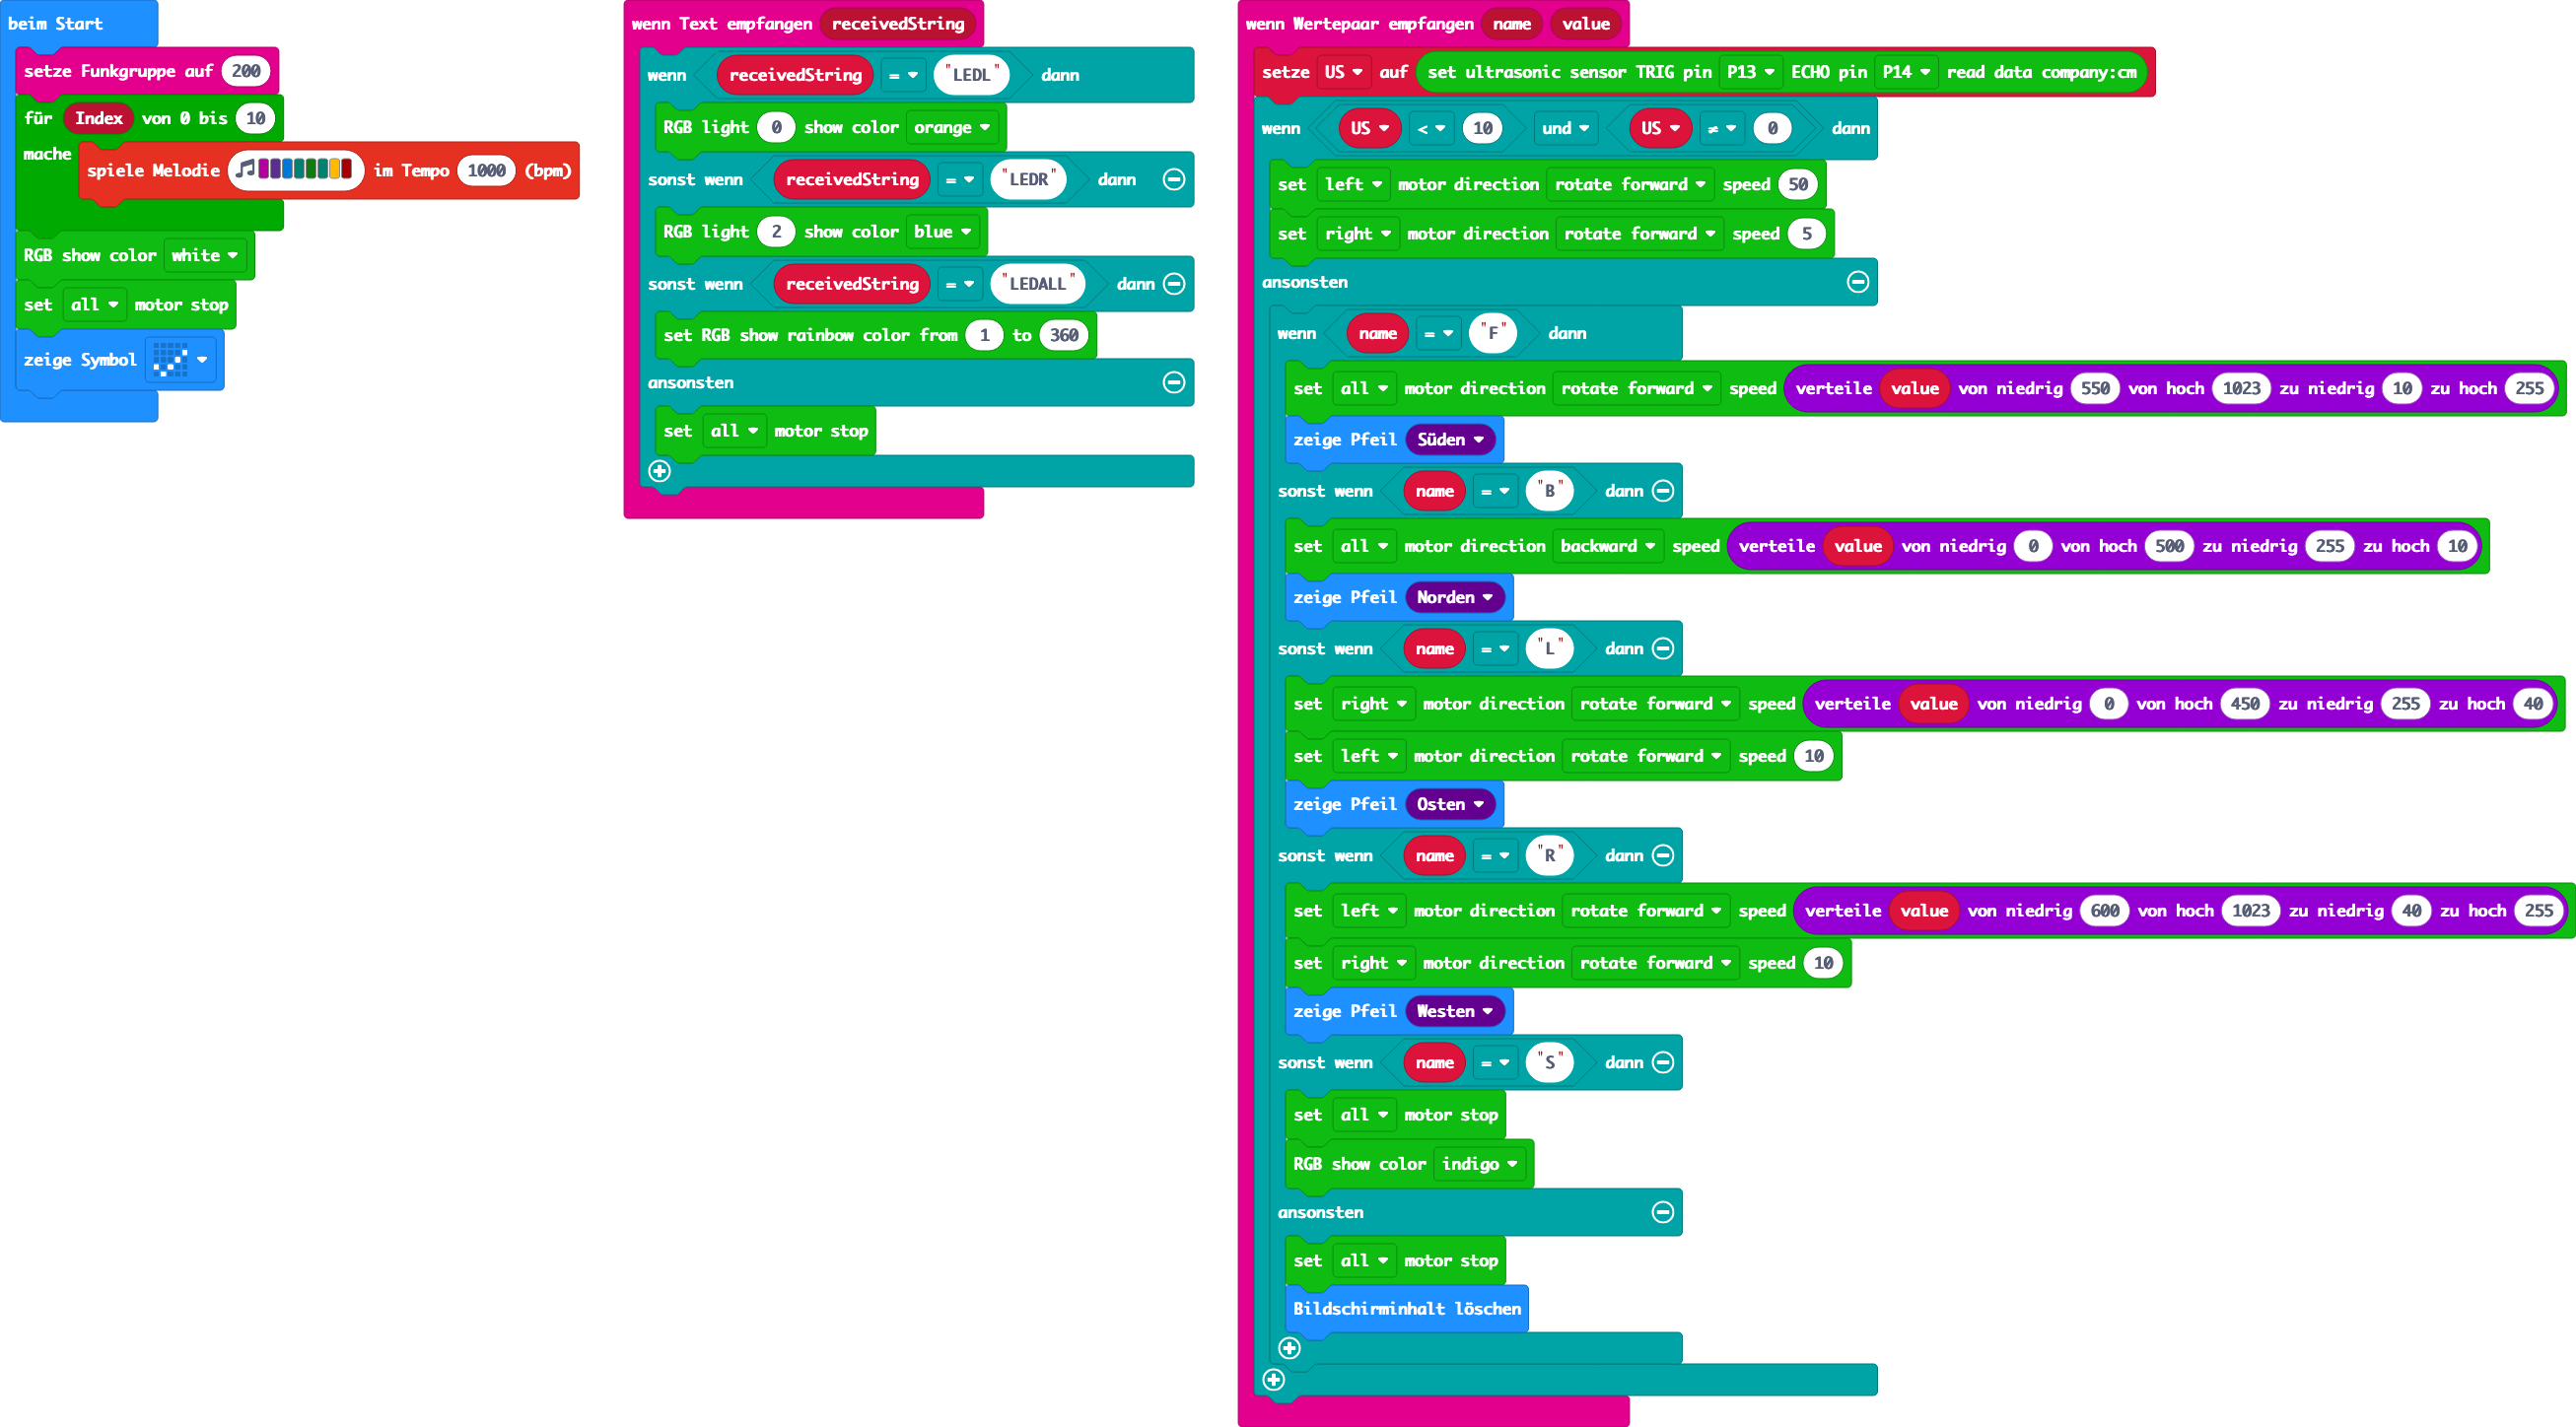 beim Start
setze Funkgruppe auf 200
für Index von 0 bis 10
mache
spiele Melodie im Tempo 1000 (bpm)
RGB show color white
set all motor stop
zeige Symbol
wenn Text empfangen receivedString
wenn receivedString = "LEDL" dann
RGB light 0 show color orange
sonst wenn receivedString = "LEDR" dann
RGB light 2 show color blue
sonst wenn receivedString = "LEDALL" dann
set RGB show rainbow color from 1 to 360
ansonsten
set all motor stop
wenn Wertepaar empfangen name value
setze US auf set ultrasonic sensor TRIG pin P13 ECHO pin P14 read data company:cm
wenn US < 10 und US ≠ 0 dann
set left motor direction rotate forward speed 50
set right motor direction rotate forward speed 5
ansonsten
wenn name = "F" dann
set all motor direction rotate forward speed verteile value von niedrig 550 von hoch 1023 zu niedrig 10 zu hoch 255
zeige Pfeil Süden
sonst wenn name = "B" dann
set all motor direction backward speed verteile value von niedrig 0 von hoch 500 zu niedrig 255 zu hoch 10
zeige Pfeil Norden
sonst wenn name = "L" dann
set right motor direction rotate forward speed verteile value von niedrig 0 von hoch 450 zu niedrig 255 zu hoch 40
set left motor direction rotate forward speed 10
zeige Pfeil Osten
sonst wenn name = "R" dann
set left motor direction rotate forward speed verteile value von niedrig 600 von hoch 1023 zu niedrig 40 zu hoch 255
set right motor direction rotate forward speed 10
zeige Pfeil Westen
sonst wenn name = "S" dann
set all motor stop
RGB show color indigo
ansonsten
set all motor stop
Bildschirminhalt löschen